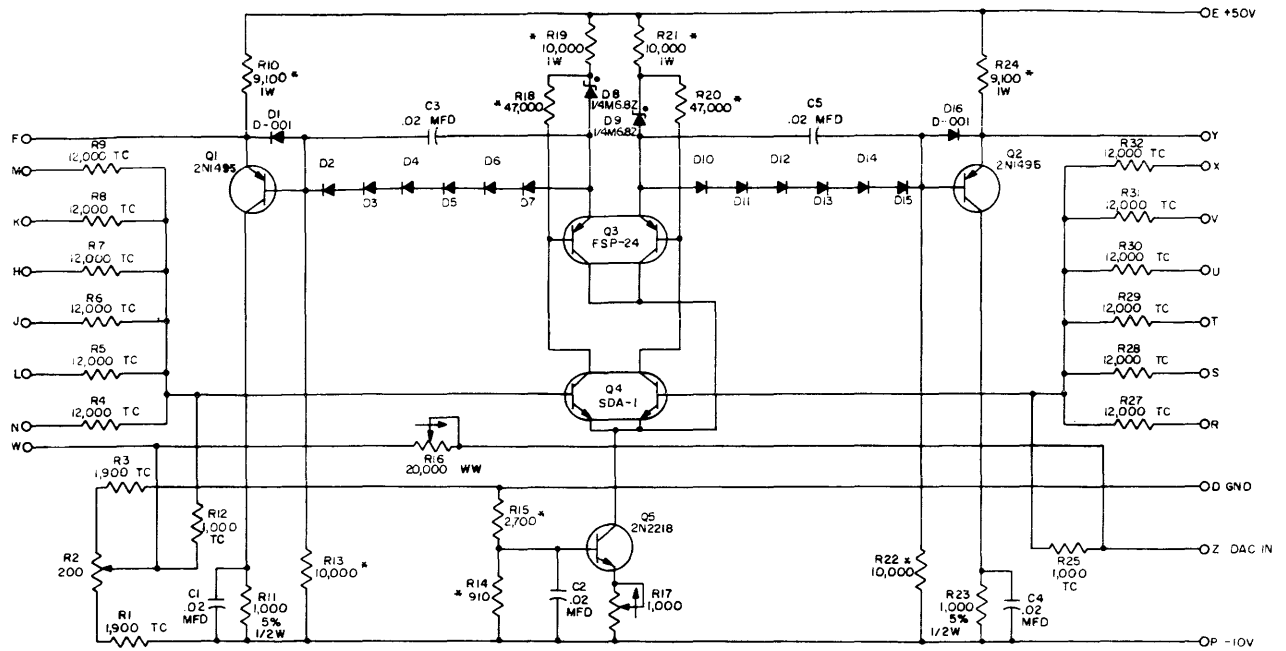 E +50V
R10
9,100 *
1W
* R19
10,000
1W
R21 *
10,000
1W
R24
9,100 *
1W
R18
* 47,000
D8
1/4M6.8Z
D9
1/4M6.8Z
R20
47,000 *
F
D1
D-001
C3
.02 MFD
C5
.02 MFD
D16
D-001
Y
M
R9
12,000 TC
Q1
2N1495
D2
D3
D4
D5
D6
D7
D10
D11
D12
D13
D14
D15
Q2
2N1495
R32
12,000 TC
X
K
R8
12,000 TC
Q3
FSP-24
R31
12,000 TC
V
H
R7
12,000 TC
R30
12,000 TC
U
J
R6
12,000 TC
R29
12,000 TC
T
L
R5
12,000 TC
Q4
SDA-1
R28
12,000 TC
S
N
R4
12,000 TC
R27
12,000 TC
R
W
R16
20,000 WW
R3
1,900 TC
D GND
R12
1,000
TC
R15
2,700 *
Q5
2N2218
R2
200
R13
10,000 *
R22 *
10,000
R25
1,000
TC
Z DAC IN
C1
.02
MFD
R11
1,000
5%
1/2W
R14
* 910
C2
.02
MFD
R17
1,000
R23
1,000
5%
1/2W
C4
.02
MFD
R1
1,900 TC
P -10V